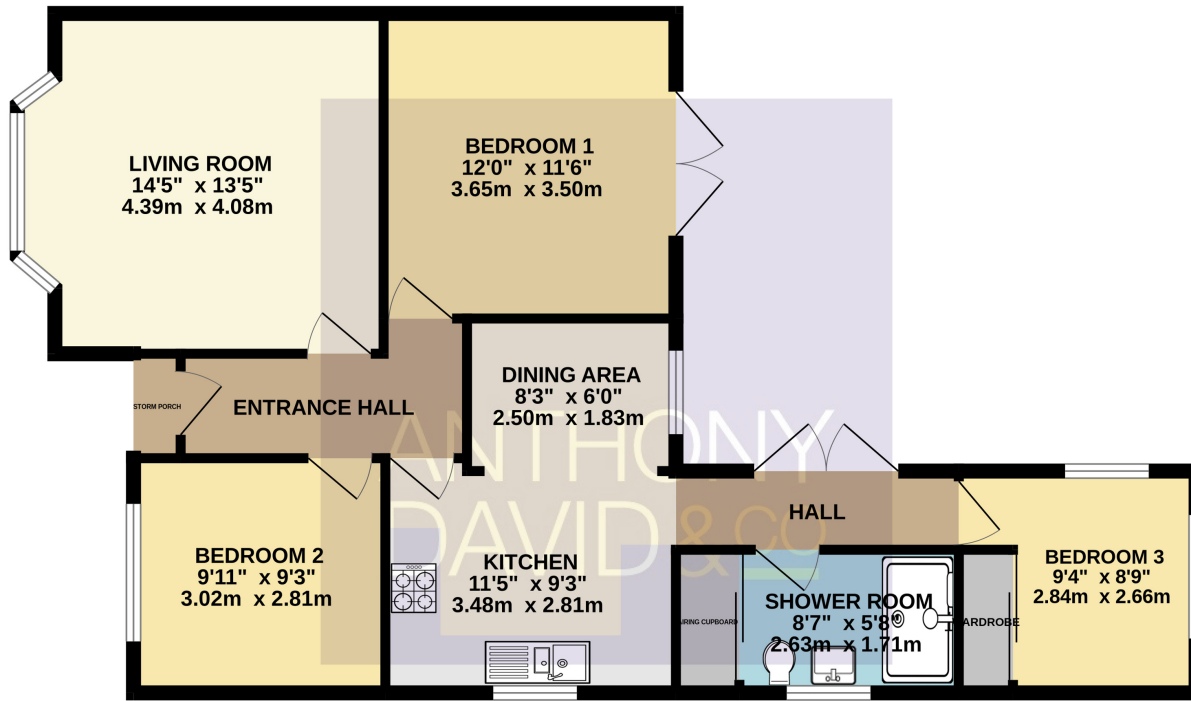 LIVING ROOM
14'5" x 13'5"
4.39m x 4.08m
BEDROOM 1
12'0" x 11'6"
3.65m x 3.50m
STORM PORCH
ENTRANCE HALL
DINING AREA
8'3" x 6'0"
2.50m x 1.83m
ANTHONY
DAVID & CO
HALL
BEDROOM 2
9'11" x 9'3"
3.02m x 2.81m
KITCHEN
11'5" x 9'3"
3.48m x 2.81m
BEDROOM 3
9'4" x 8'9"
2.84m x 2.66m
SHOWER ROOM
8'7" x 5'8"
2.63m x 1.71m
AIRING CUPBOARD
WARDROBE